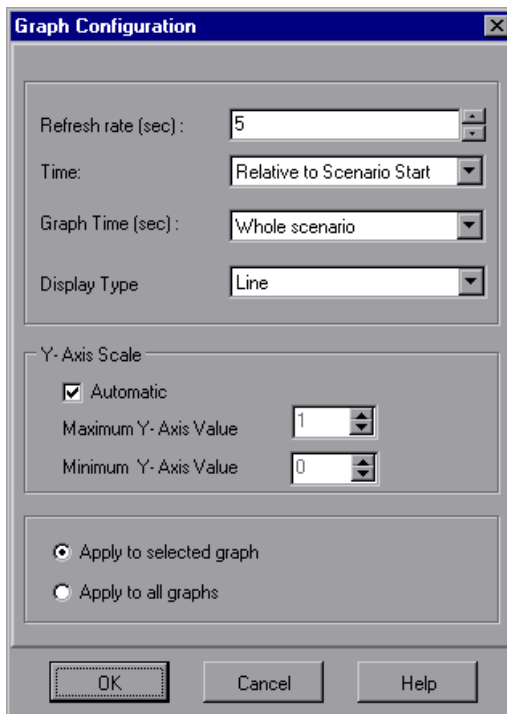 Graph Configuration
Refresh rate (sec) : 5
Time: Relative to Scenario Start
Graph Time (sec) : Whole scenario
Display Type Line
Y- Axis Scale
Automatic
Maximum Y- Axis Value 1
Minimum Y- Axis Value 0
Apply to selected graph
Apply to all graphs
OK Cancel Help